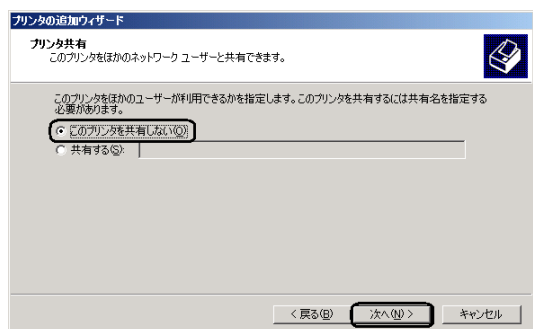 プリンタの追加ウィザード
プリンタ共有
このプリンタをほかのネットワーク ユーザーと共有できます。
このプリンタをほかのユーザーが利用できるかを指定します。このプリンタを共有するには共有名を指定する
必要があります。
このプリンタを共有しない(O)
共有する(S):
< 戻る(B)
次へ(N) >
キャンセル